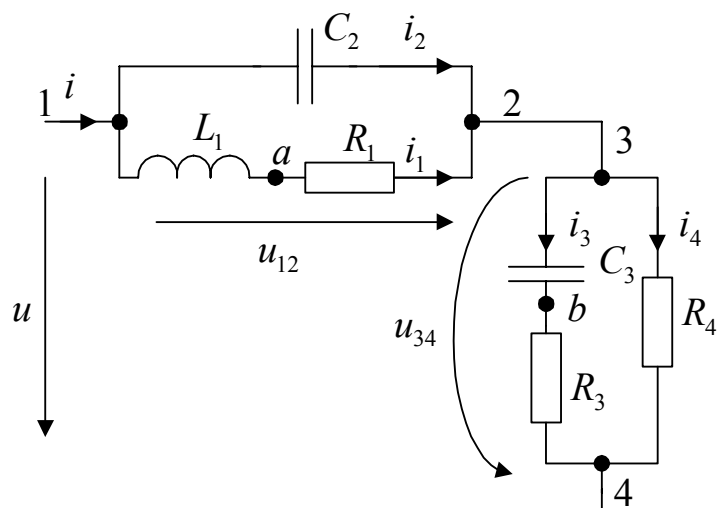 C₂ i₂
1 i 2
L₁ a R₁ i₁ 3
u₁₂ i₃ i₄
C₃
u b R₄
u₃₄
R₃
4